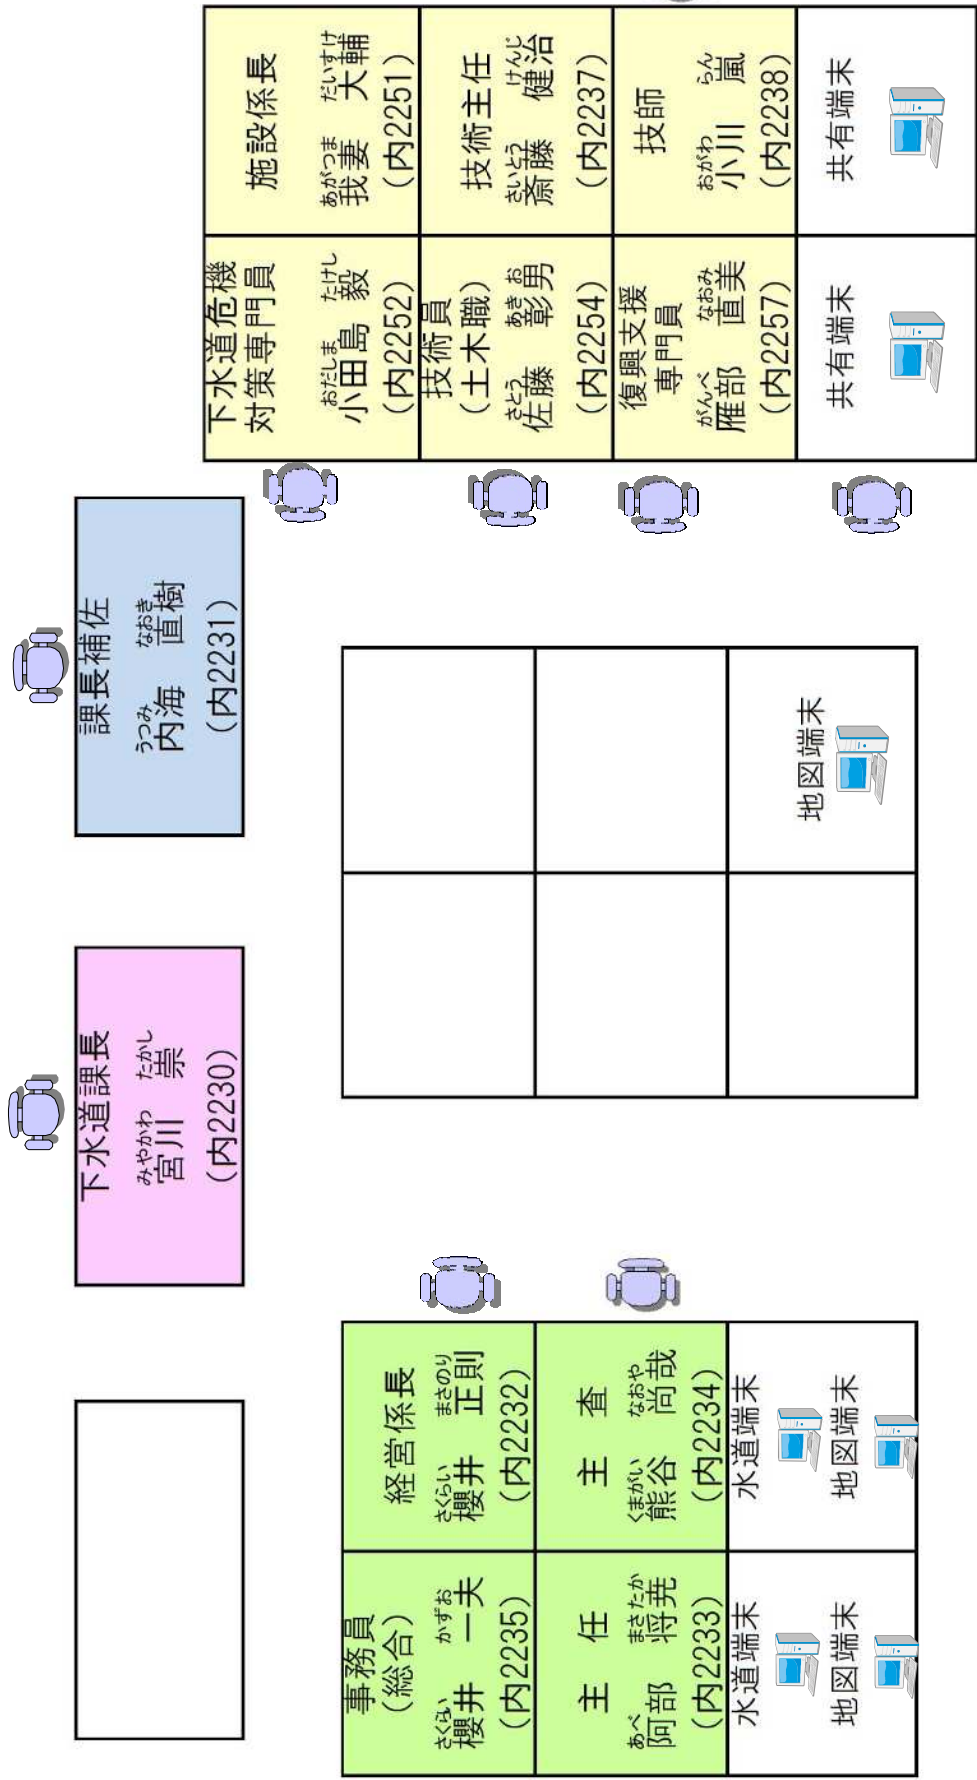 下水道課長
みやかわ たかし
宮川 崇
（内2230）
課長補佐
うつみ なおき
内海 直樹
（内2231）
事務員
（総合）
さくらい かずお
櫻井 一夫
（内2235）
経営係長
さくらい まさのり
櫻井 正則
（内2232）
主 任
あべ まさたか
阿部 将尭
（内2233）
主 査
くまがい なおや
熊谷 尚哉
（内2234）
水道端末
地図端末
水道端末
地図端末
地図端末
下水道危機
対策専門員
おだしま たけし
小田島 毅
（内2252）
施設係長
あがつま だいすけ
我妻 大輔
（内2251）
技術員
（土木職）
さとう あきお
佐藤 彰男
（内2254）
技術主任
さいとう けんじ
斎藤 健治
（内2237）
復興支援
専門員
がんべ なおみ
雁部 直美
（内2257）
技師
おがわ らん
小川 嵐
（内2238）
共有端末
共有端末